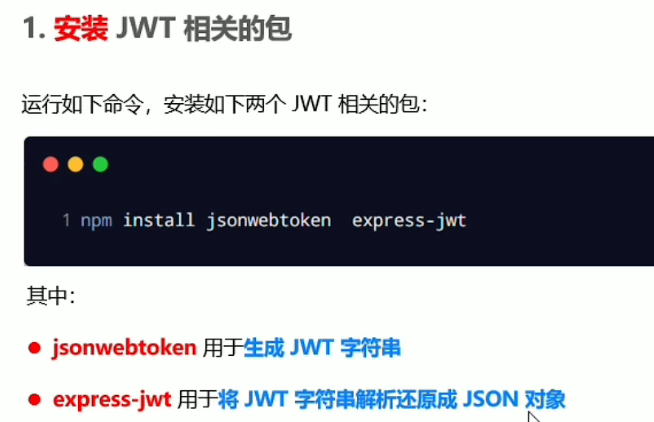 1. 安装 JWT 相关的包
运行如下命令，安装如下两个 JWT 相关的包：
1 npm install jsonwebtoken  express-jwt
其中：
● jsonwebtoken 用于生成 JWT 字符串
● express-jwt 用于将 JWT 字符串解析还原成 JSON 对象